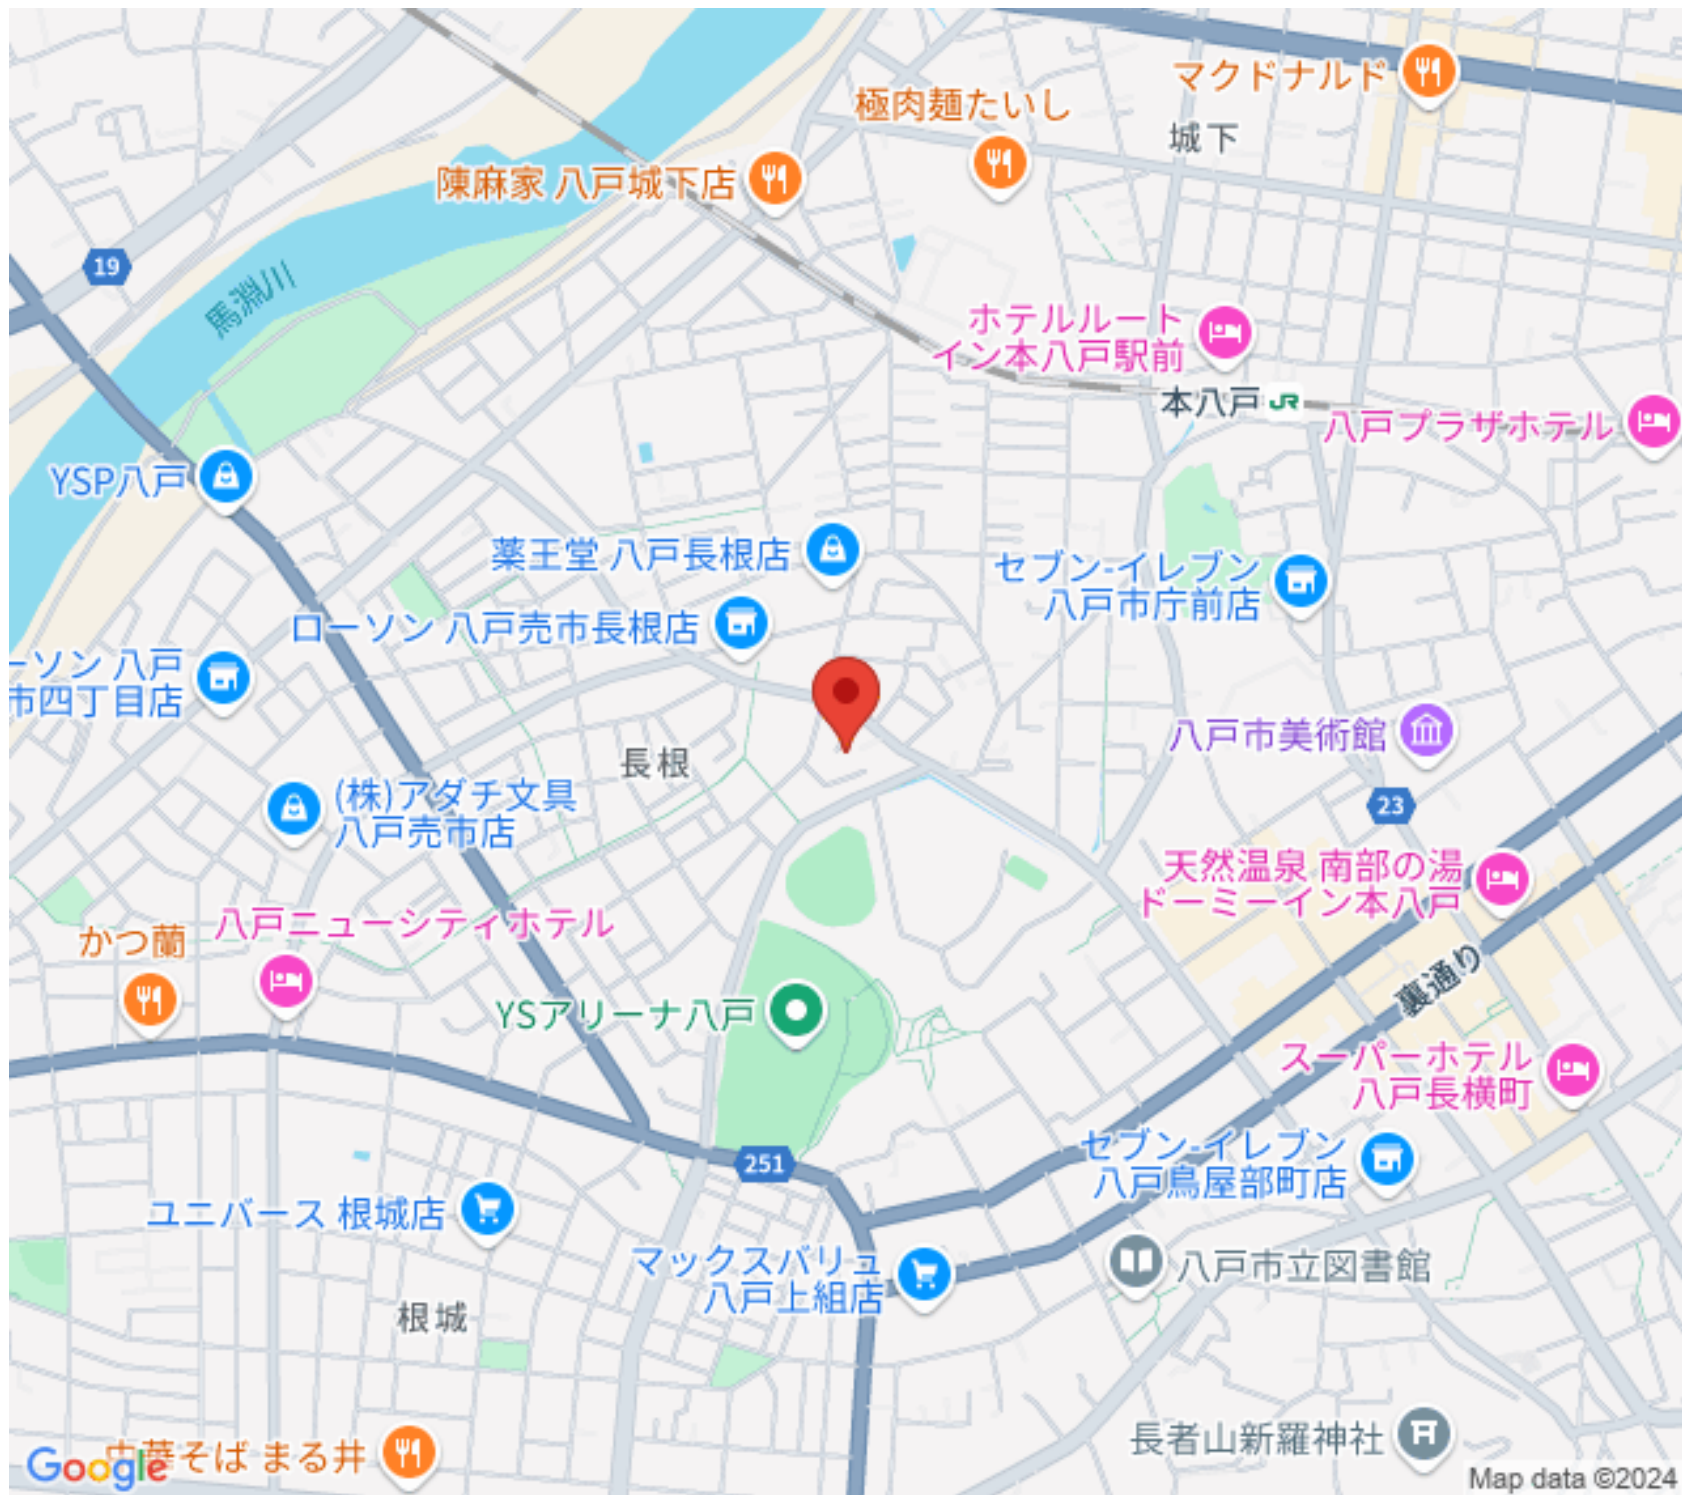 マクドナルド
極肉麺たいし
城下
陳麻家 八戸城下店
19
馬淵川
ホテルルート
イン本八戸駅前
本八戸 JR
八戸プラザホテル
YSP八戸
薬王堂 八戸長根店
セブン-イレブン
八戸市庁前店
ローソン 八戸売市長根店
ーソン 八戸
市四丁目店
八戸市美術館
長根
(株)アダチ文具
八戸売市店
23
天然温泉 南部の湯
ドーミーイン本八戸
八戸ニューシティホテル
かつ蘭
裏通り
YSアリーナ八戸
スーパーホテル
八戸長横町
セブン-イレブン
八戸鳥屋部町店
251
ユニバース 根城店
マックスバリュ
八戸上組店
八戸市立図書館
根城
長者山新羅神社
中華そば まる井
Google
Map data ©2024